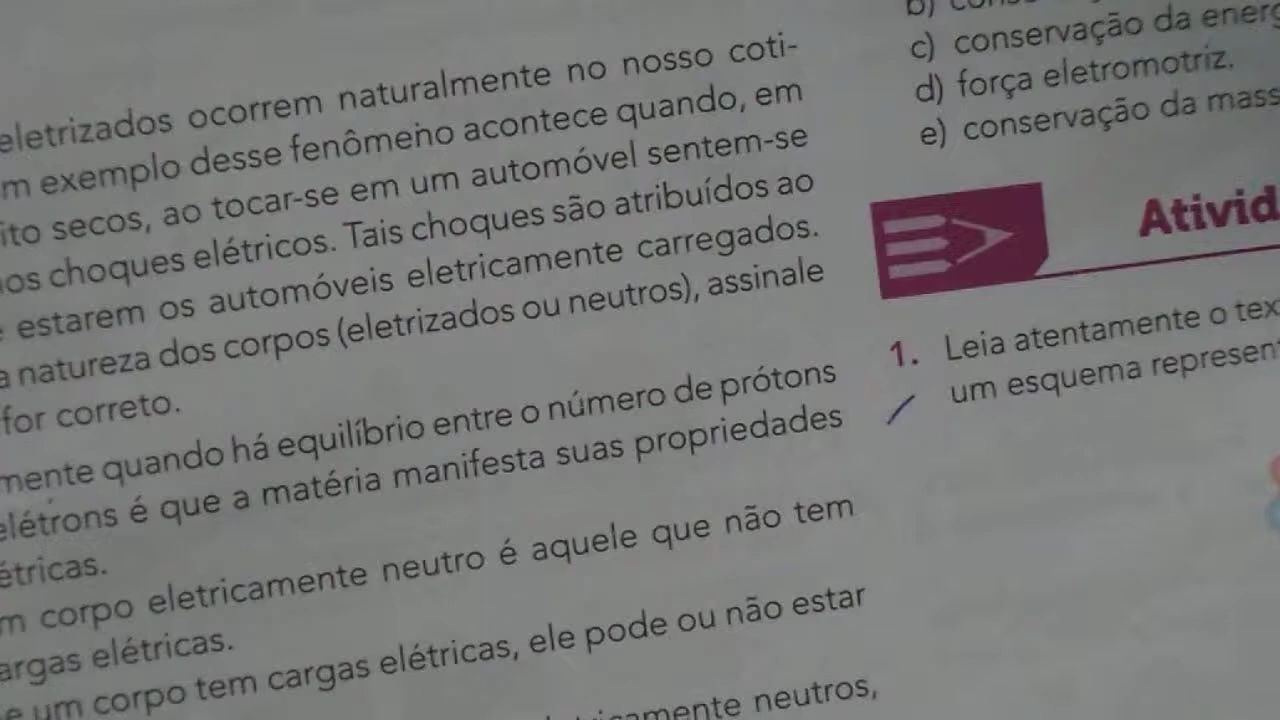 eletrizados ocorrem naturalmente no nosso coti-
m exemplo desse fenômeno acontece quando, em
ito secos, ao tocar-se em um automóvel sentem-se
os choques elétricos. Tais choques são atribuídos ao
estarem os automóveis eletricamente carregados.
a natureza dos corpos (eletrizados ou neutros), assinale
for correto.
mente quando há equilíbrio entre o número de prótons
elétrons é que a matéria manifesta suas propriedades
étricas.
m corpo eletricamente neutro é aquele que não tem
argas elétricas.
e um corpo tem cargas elétricas, ele pode ou não estar
icamente neutros,
b)
c) conservação da energ
d) força eletromotriz.
e) conservação da mass
Ativid
1. Leia atentamente o tex
um esquema represent